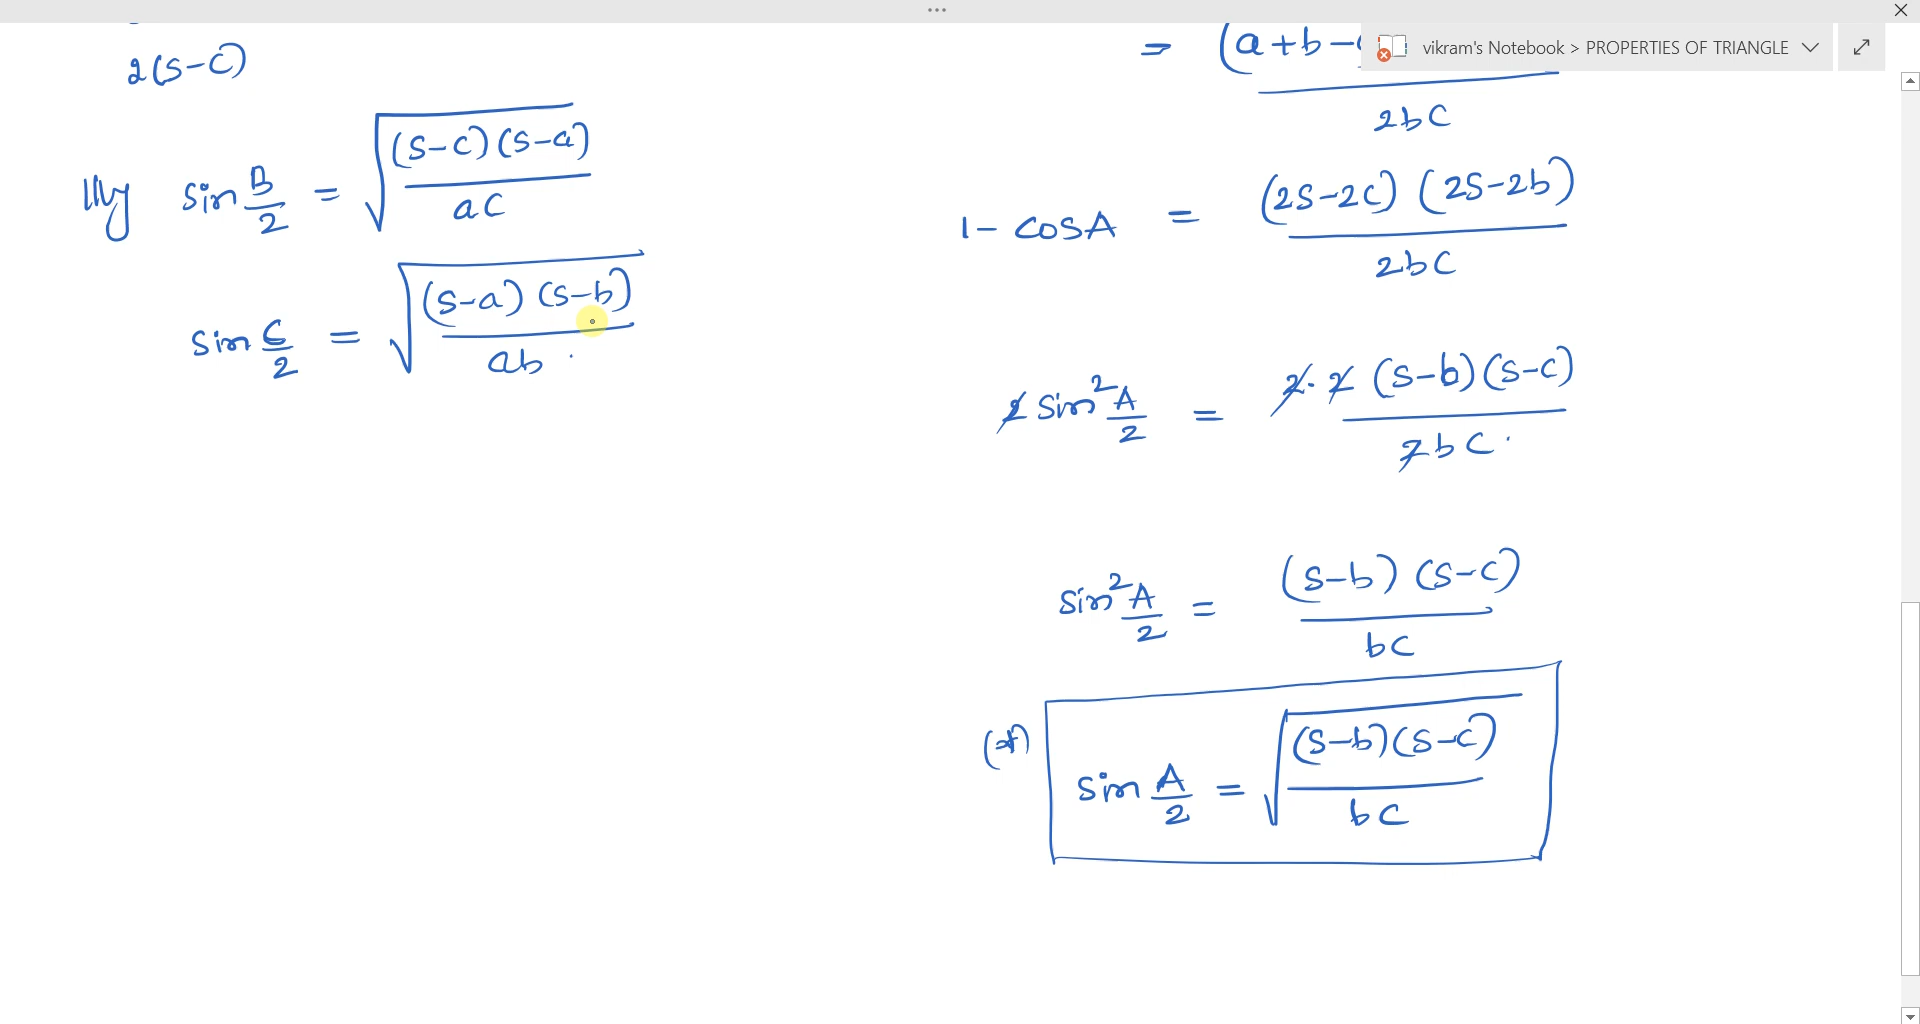 vikram's Notebook > PROPERTIES OF TRIANGLE
2(s-c)
lllly sin B/2 = √((s-c)(s-a)/ac)
sin C/2 = √((s-a)(s-b)/ab) .
= (a+b-
2bc
1 - cosA = (2s-2c)(2s-2b)/2bc
2 sin² A/2 = 2.2 (s-b)(s-c)/2bc .
sin² A/2 = (s-b)(s-c)/bc
sin A/2 = √((s-b)(s-c)/bc)